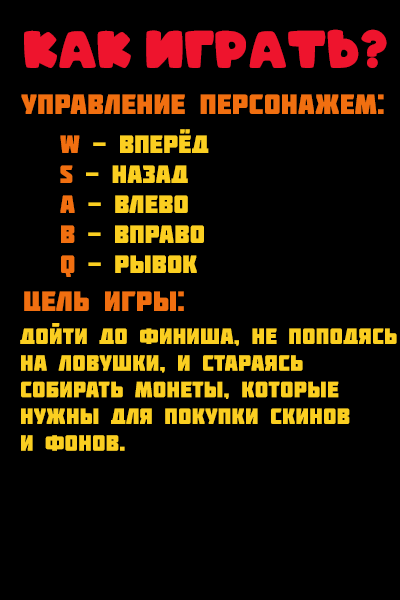 КАК ИГРАТЬ?
УПРАВЛЕНИЕ ПЕРСОНАЖЕМ:
W – ВПЕРЁД
S – НАЗАД
A – ВЛЕВО
B – ВПРАВО
Q – РЫВОК
ЦЕЛЬ ИГРЫ:
ДОЙТИ ДО ФИНИША, НЕ ПОПОДЯСЬ
НА ЛОВУШКИ, И СТАРАЯСЬ
СОБИРАТЬ МОНЕТЫ, КОТОРЫЕ
НУЖНЫ ДЛЯ ПОКУПКИ СКИНОВ
И ФОНОВ.